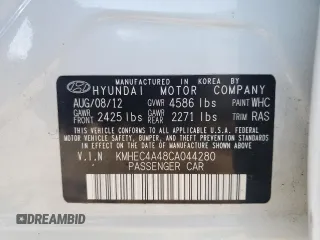 MANUFACTURED IN KOREA BY
HYUNDAI MOTOR COMPANY
AUG/08/12 GVWR 4586 lbs PAINT WHC
GAWR FRONT 2425 lbs GAWR REAR 2271 lbs TRIM RAS
THIS VEHICLE CONFORMS TO ALL APPLICABLE U.S.A. FEDERAL
MOTOR VEHICLE SAFETY, BUMPER, AND THEFT PREVENTION
STANDARDS IN EFFECT ON THE DATE OF MANUFACTURE SHOWN ABOVE.
V.I.N KMHEC4A48CA044280
PASSENGER CAR
© DREAMBID